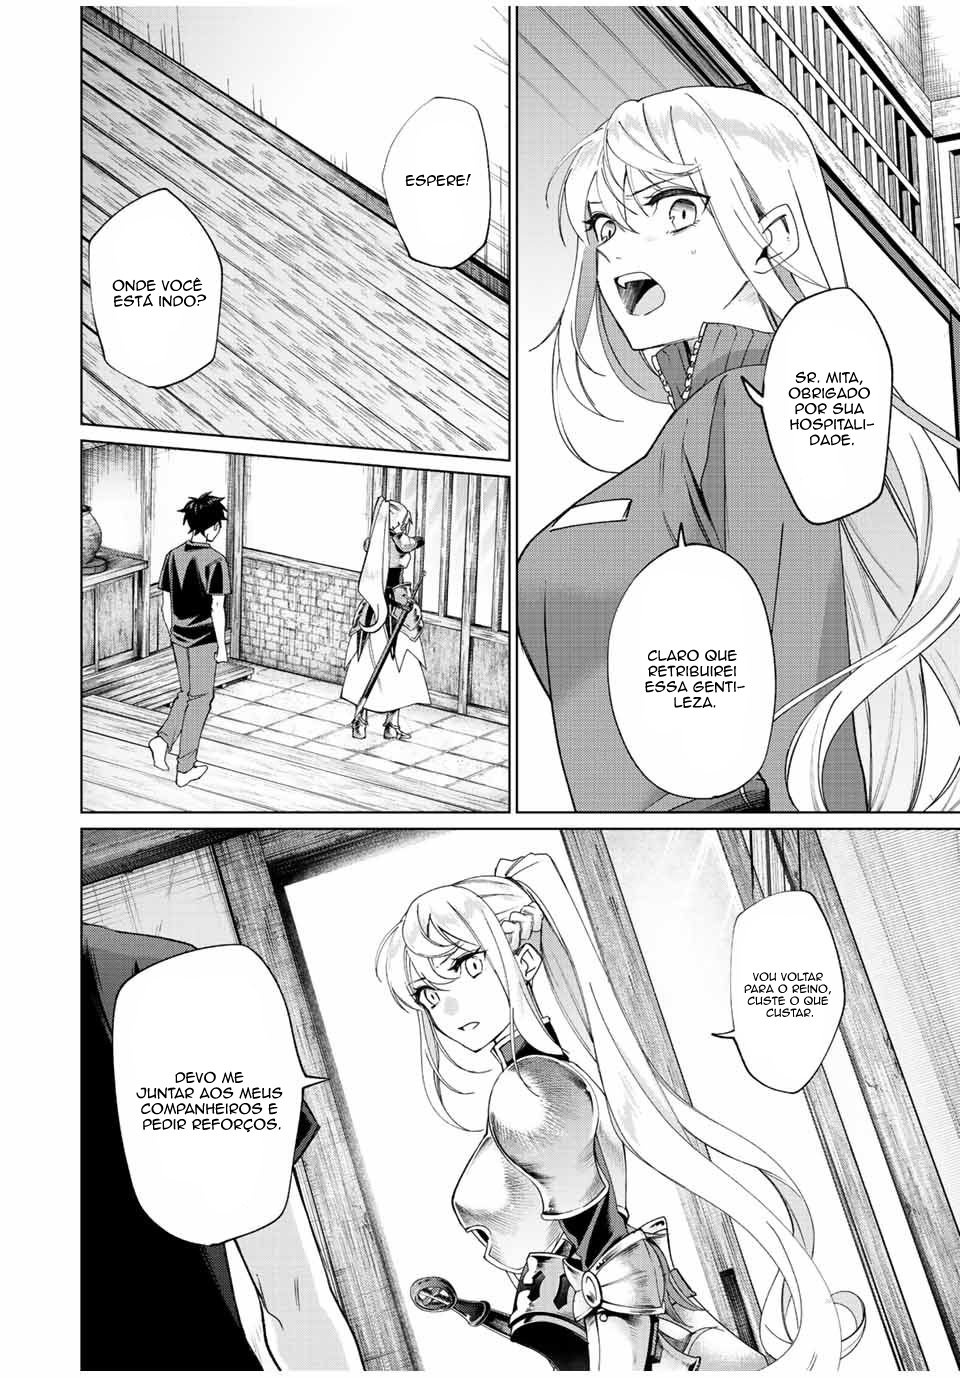 SR. MITA,
OBRIGADO
POR SUA
HOSPITALI-
DADE.
CLARO QUE
RETRIBUIREI
ESSA GENTI-
LEZA.
ESPERE!
ONDE VOCÊ
ESTÁ INDO?
VOU VOLTAR
PARA O REINO,
CUSTE O QUE
CUSTAR.
DEVO ME
JUNTAR AOS MEUS
COMPANHEIROS E
PEDIR REFORÇOS.